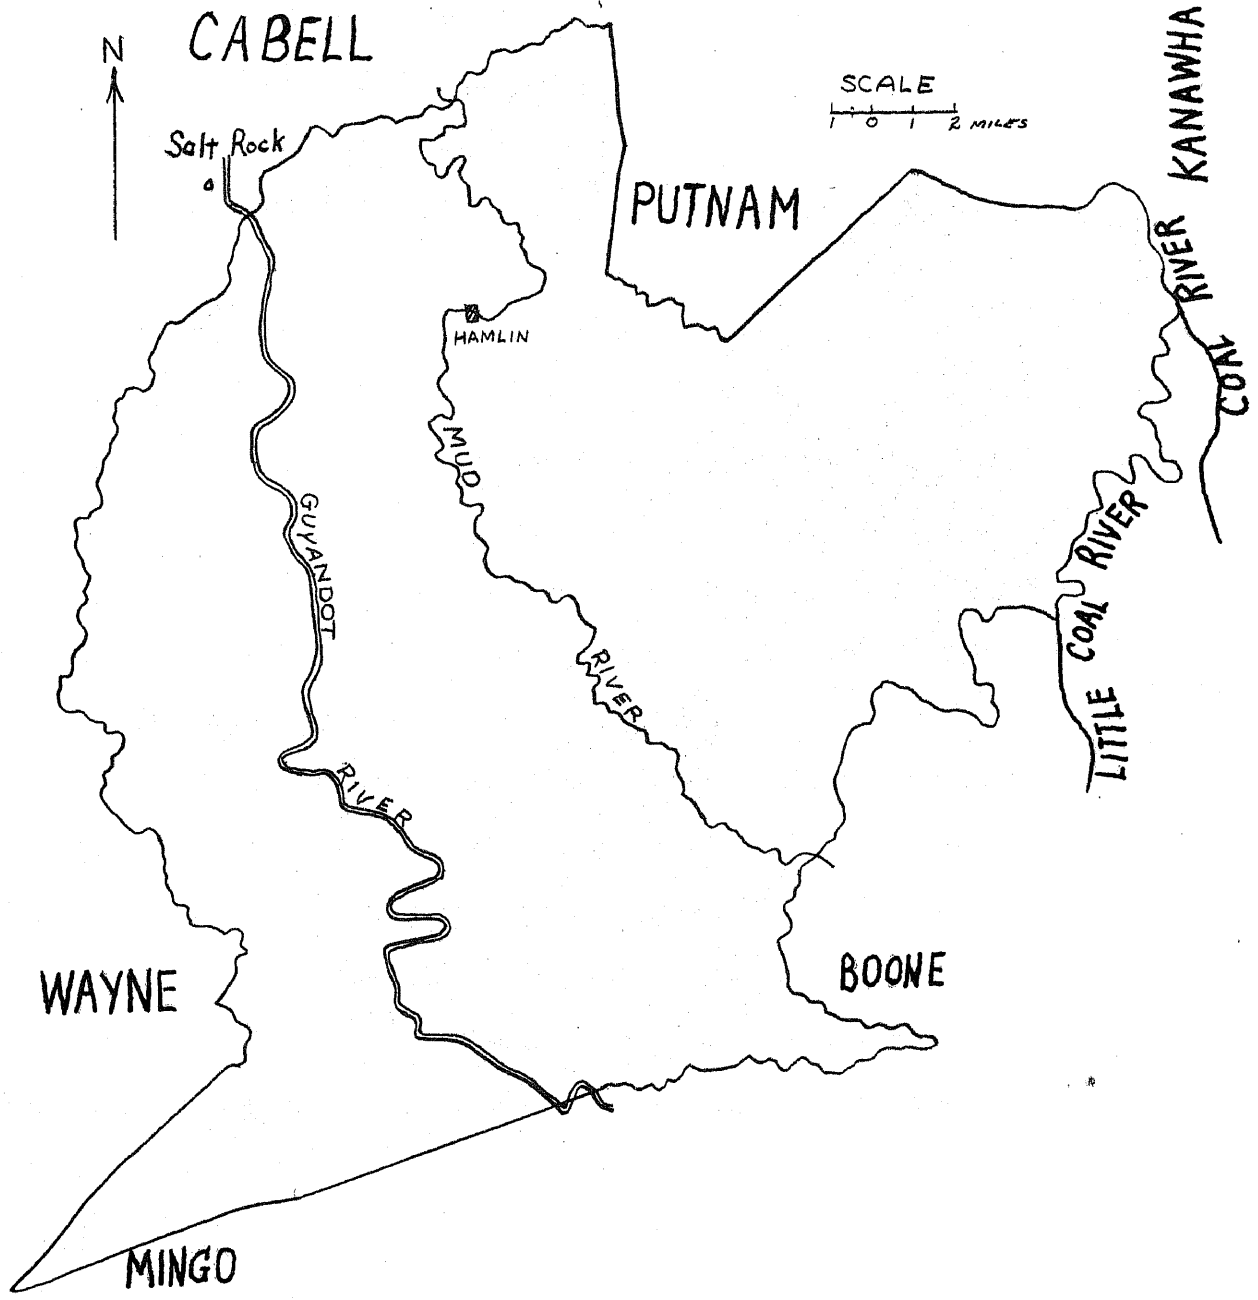 CABELL
N
Salt Rock
SCALE
1 0 1 2 MILES
KANAWHA
PUTNAM
COAL RIVER
HAMLIN
MUD RIVER
GUYANDOT RIVER
LITTLE COAL RIVER
WAYNE
BOONE
MINGO